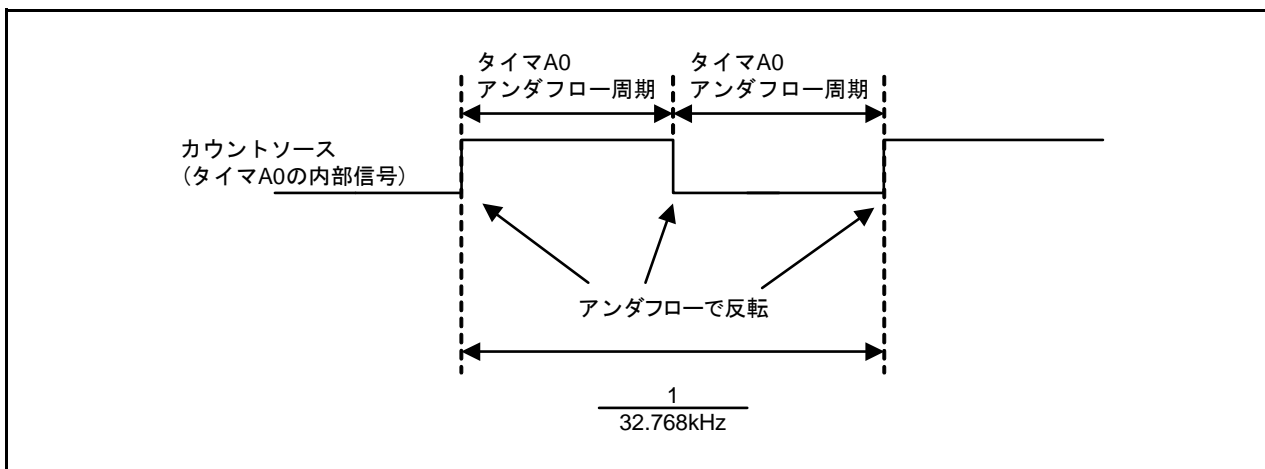 タイマA0
アンダフロー周期
タイマA0
アンダフロー周期
カウントソース
（タイマA0の内部信号）
アンダフローで反転
1
32.768kHz